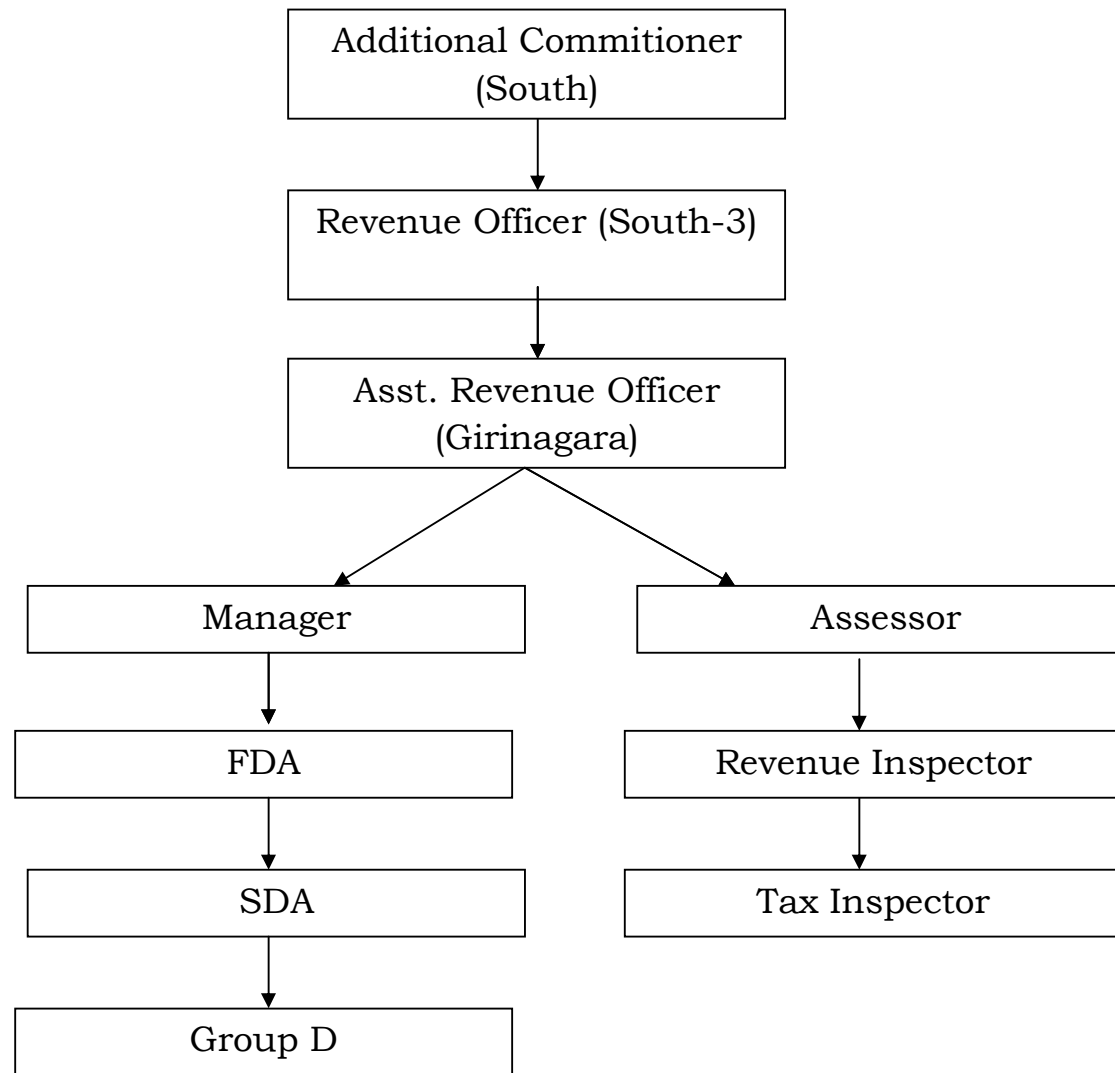 Additional Commitioner
(South)
Revenue Officer (South-3)
Asst. Revenue Officer
(Girinagara)
Manager
Assessor
FDA
Revenue Inspector
SDA
Tax Inspector
Group D